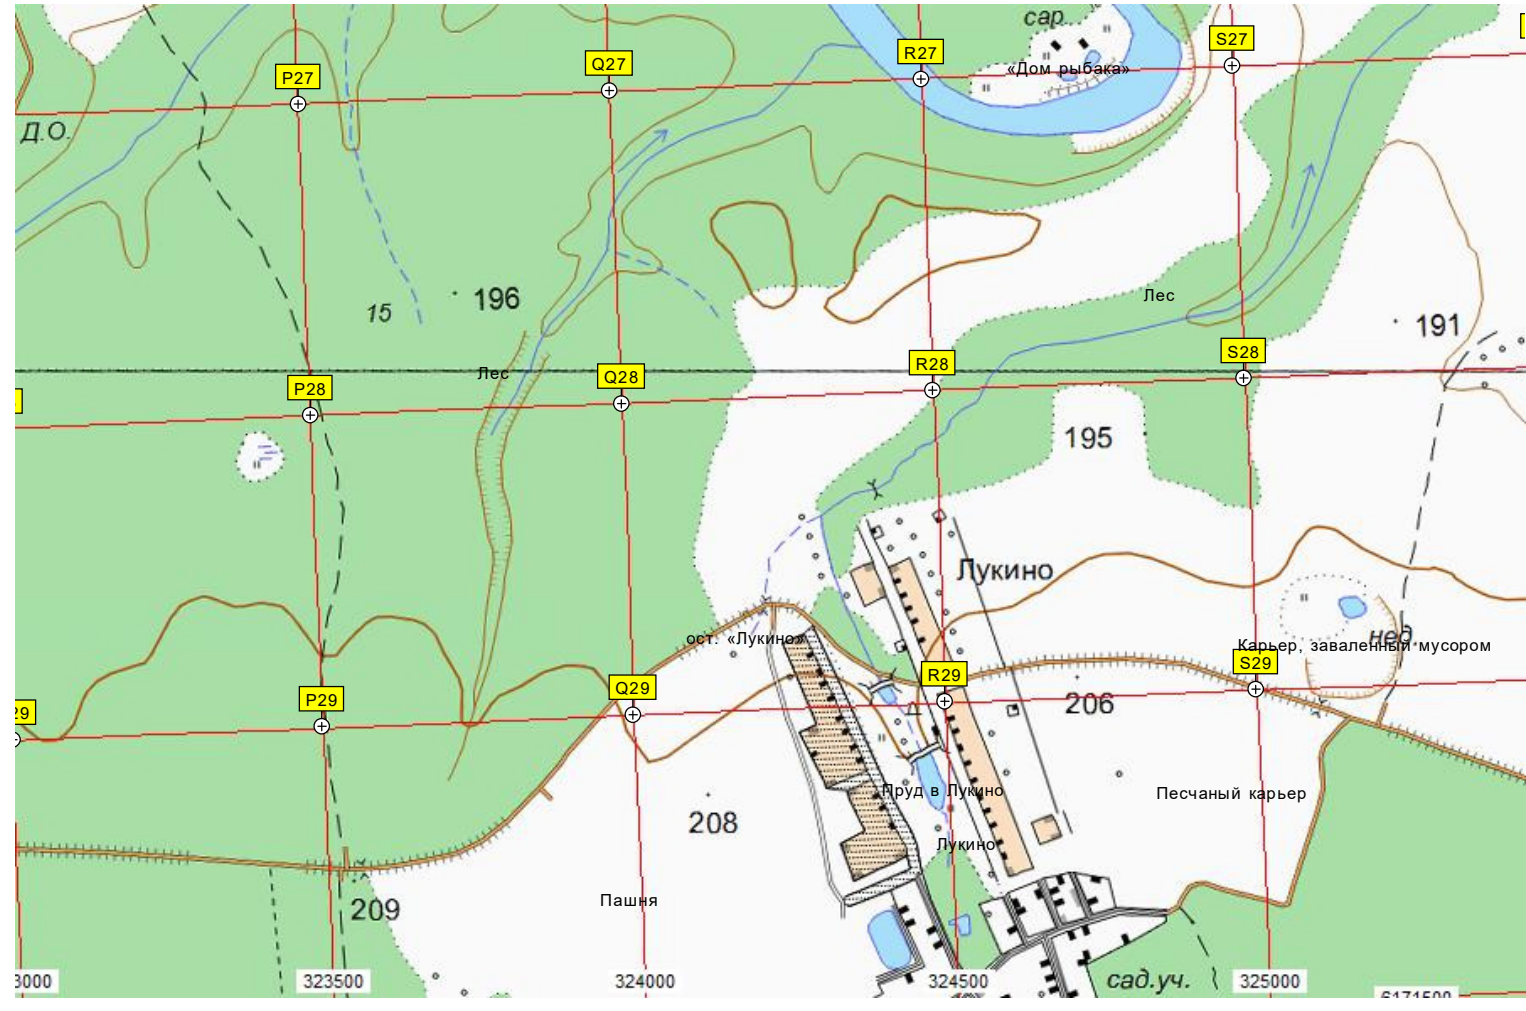 сар.
S27
R27
Q27
«Дом рыбака»
P27
Д.О.
Лес
196
15
191
S28
R28
Лес
Q28
P28
195
Лукино
нед.
ост. «Лукино»
Карьер, заваленный мусором
S29
R29
Q29
P29
29
206
Пруд в Лукино
Песчаный карьер
208
Лукино
Пашня
209
сад.уч.
3000
323500
324000
324500
325000
6171500